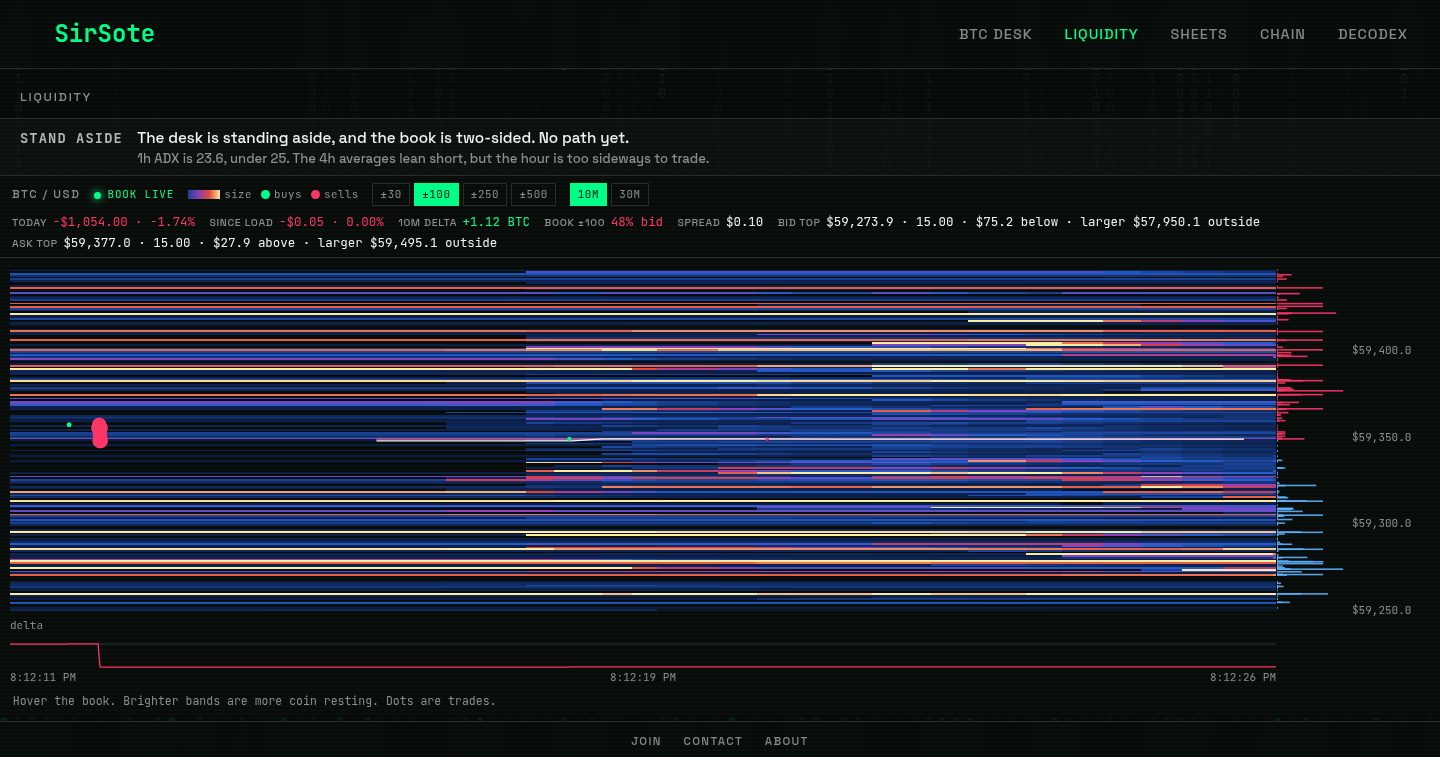 SirSote
BTC DESK LIQUIDITY SHEETS CHAIN DECODEX
LIQUIDITY
STAND ASIDE The desk is standing aside, and the book is two-sided. No path yet.
1h ADX is 23.6, under 25. The 4h averages lean short, but the hour is too sideways to trade.
BTC / USD BOOK LIVE size buys sells ±30 ±100 ±250 ±500 10M 30M
TODAY -$1,054.00 · -1.74% SINCE LOAD -$0.05 · 0.00% 10M DELTA +1.12 BTC BOOK ±100 48% bid SPREAD $0.10 BID TOP $59,273.9 · 15.00 · $75.2 below · larger $57,950.1 outside
ASK TOP $59,377.0 · 15.00 · $27.9 above · larger $59,495.1 outside
$59,400.0
$59,350.0
$59,300.0
$59,250.0
delta
8:12:11 PM 8:12:19 PM 8:12:26 PM
Hover the book. Brighter bands are more coin resting. Dots are trades.
JOIN CONTACT ABOUT